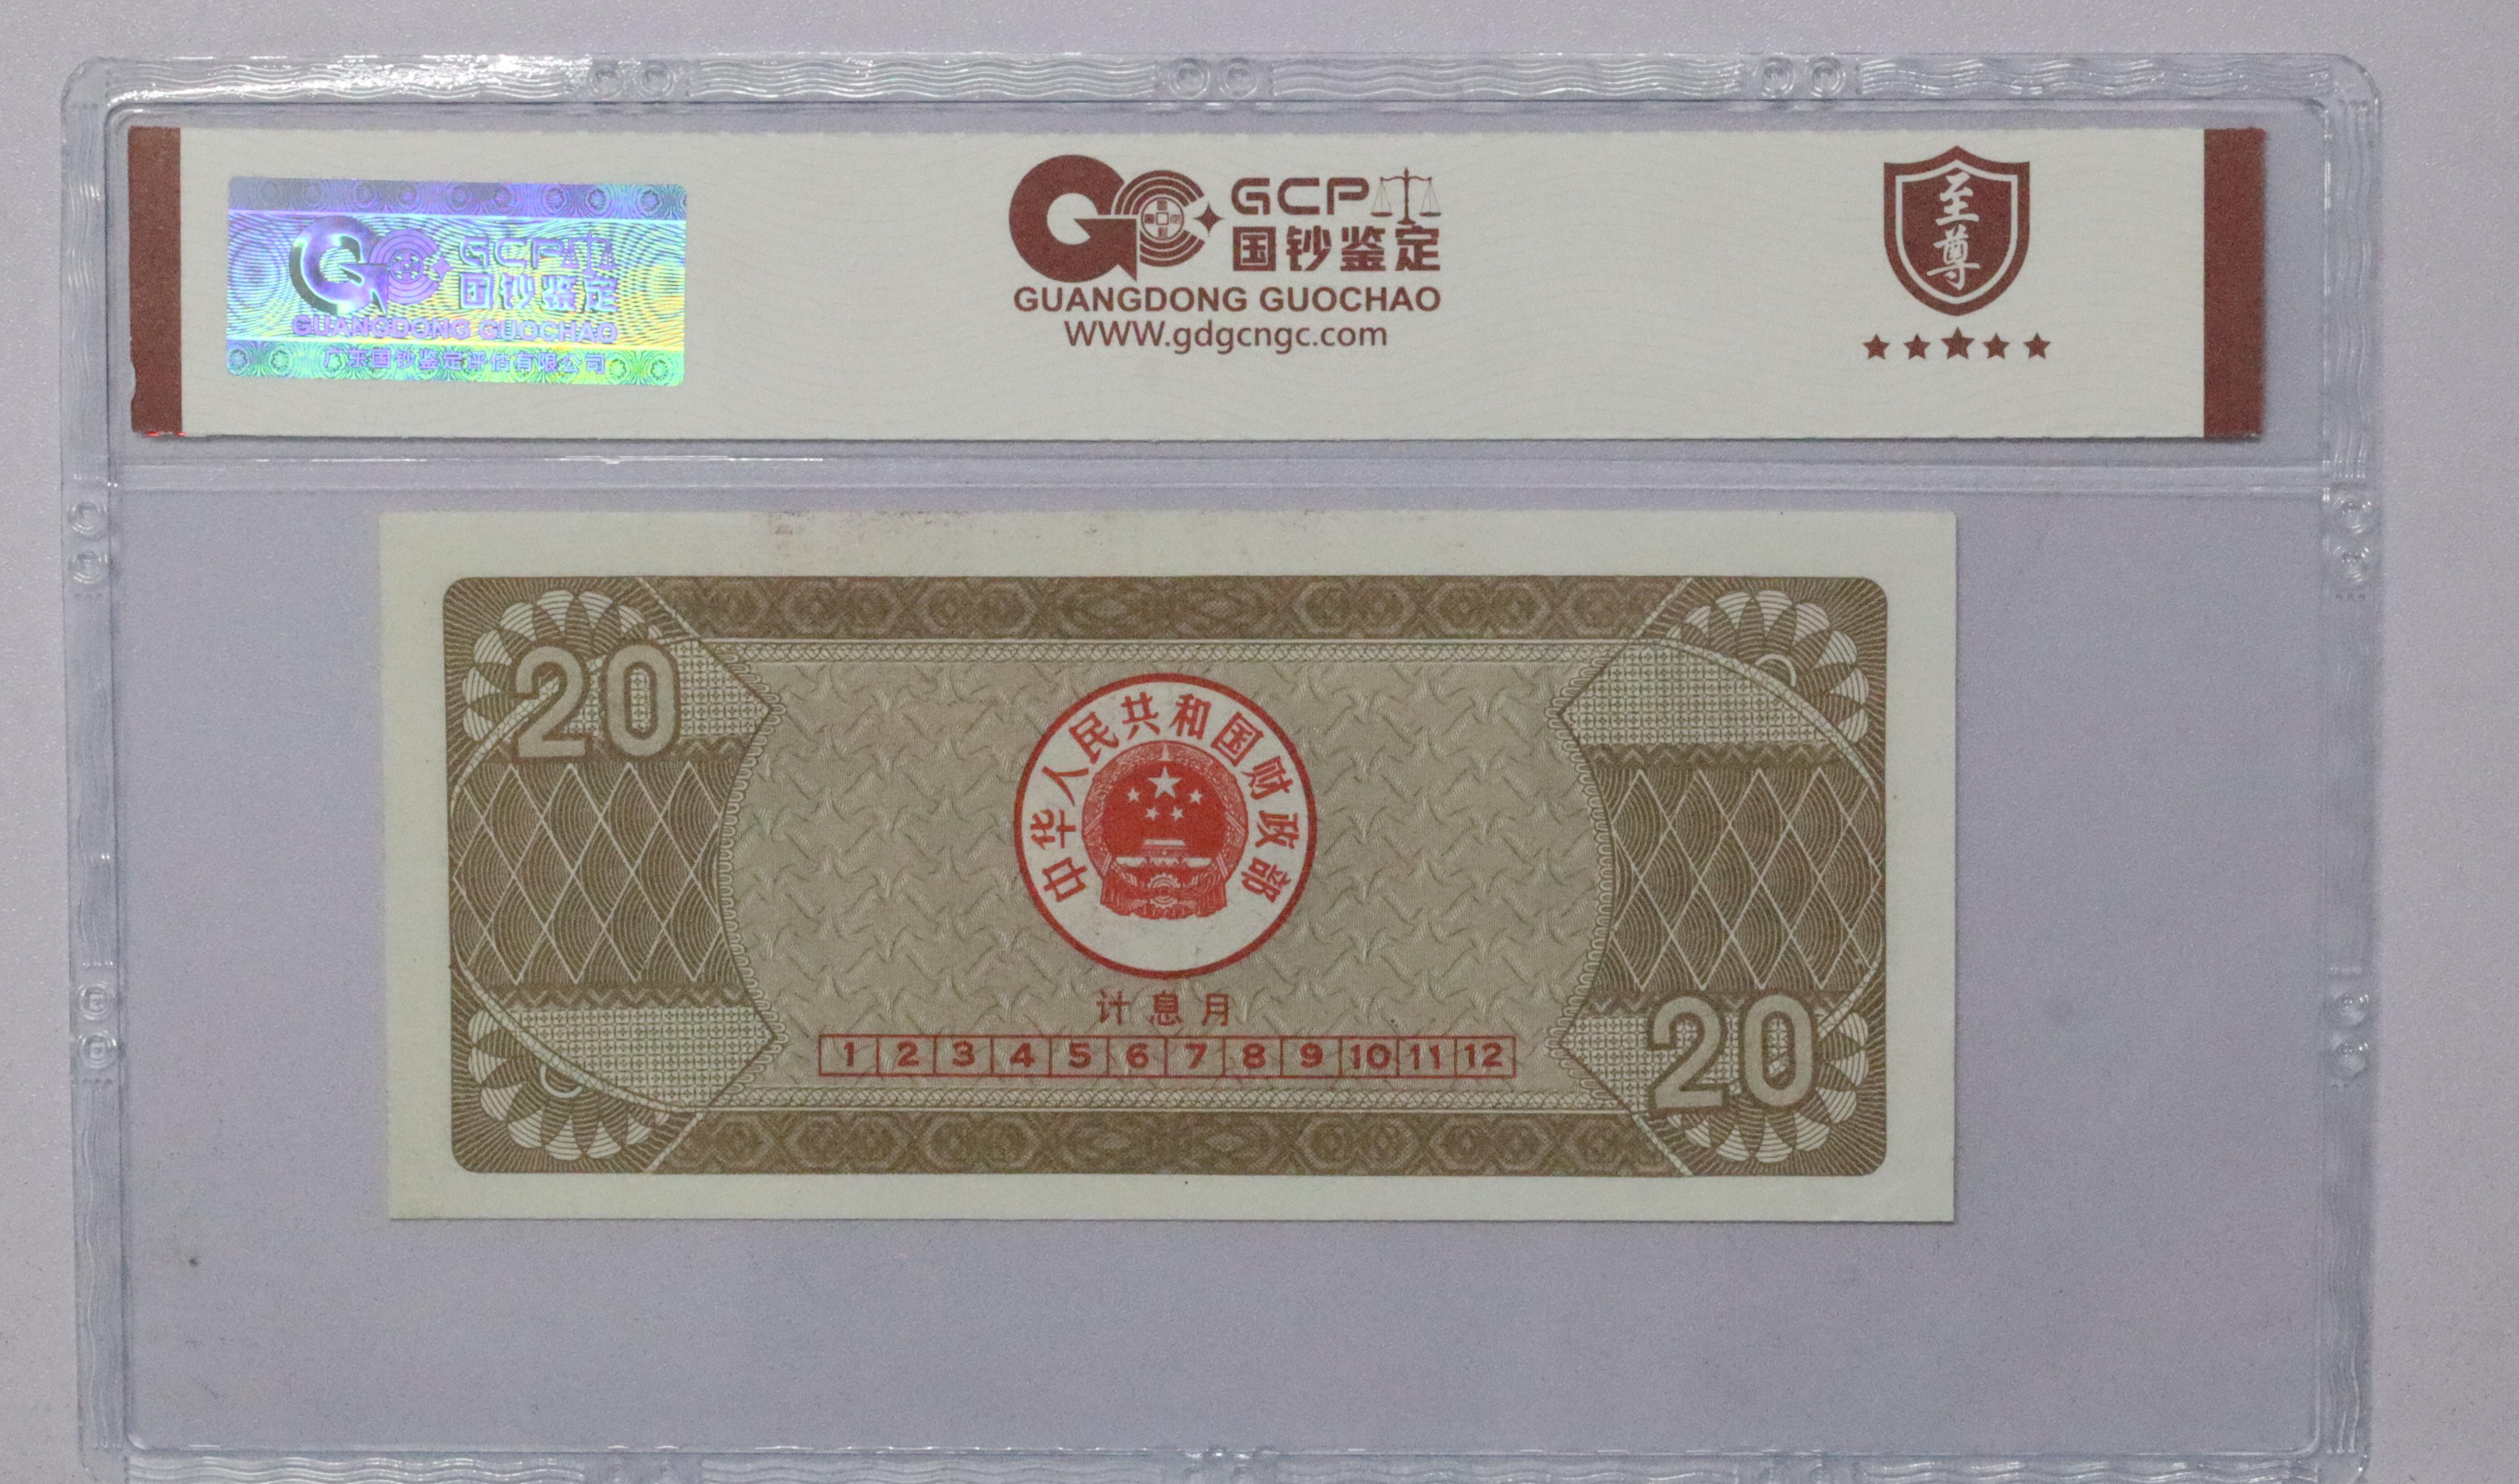 GCP
国钞鉴定
GUANGDONG GUOCHAO
广东国钞鉴定评估有限公司
GCP
国钞鉴定
GUANGDONG GUOCHAO
WWW.gdgcngc.com
至尊
20
中华人民共和国财政部
计息月
1 2 3 4 5 6 7 8 9 10 11 12
20